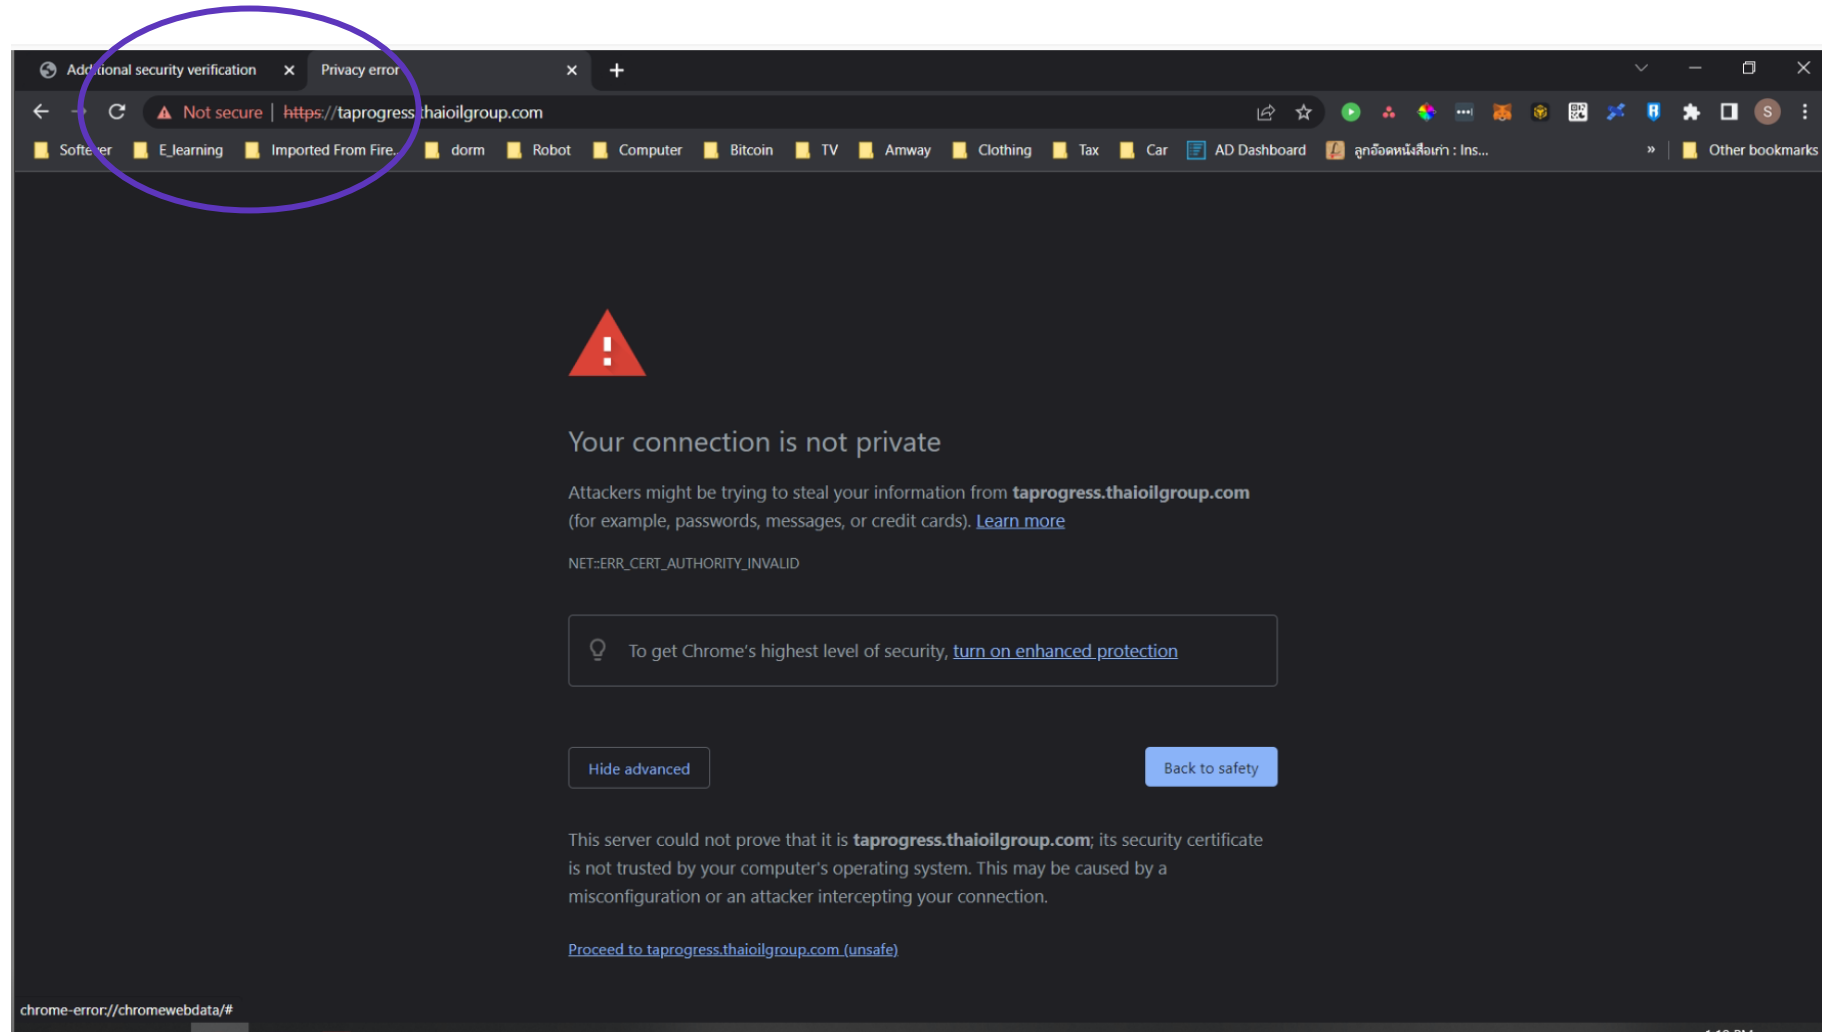 Additional security verification
Privacy error
Not secure | https://taprogress.thaioilgroup.com
S
Softever E_learning Imported From Fire... dorm Robot Computer Bitcoin TV Amway Clothing Tax Car AD Dashboard ลูกอ๊อดหนังสือเก่า : Ins... » Other bookmarks
Your connection is not private
Attackers might be trying to steal your information from taprogress.thaioilgroup.com
(for example, passwords, messages, or credit cards). Learn more
NET::ERR_CERT_AUTHORITY_INVALID
To get Chrome's highest level of security, turn on enhanced protection
Hide advanced
Back to safety
This server could not prove that it is taprogress.thaioilgroup.com; its security certificate
is not trusted by your computer's operating system. This may be caused by a
misconfiguration or an attacker intercepting your connection.
Proceed to taprogress.thaioilgroup.com (unsafe)
chrome-error://chromewebdata/#